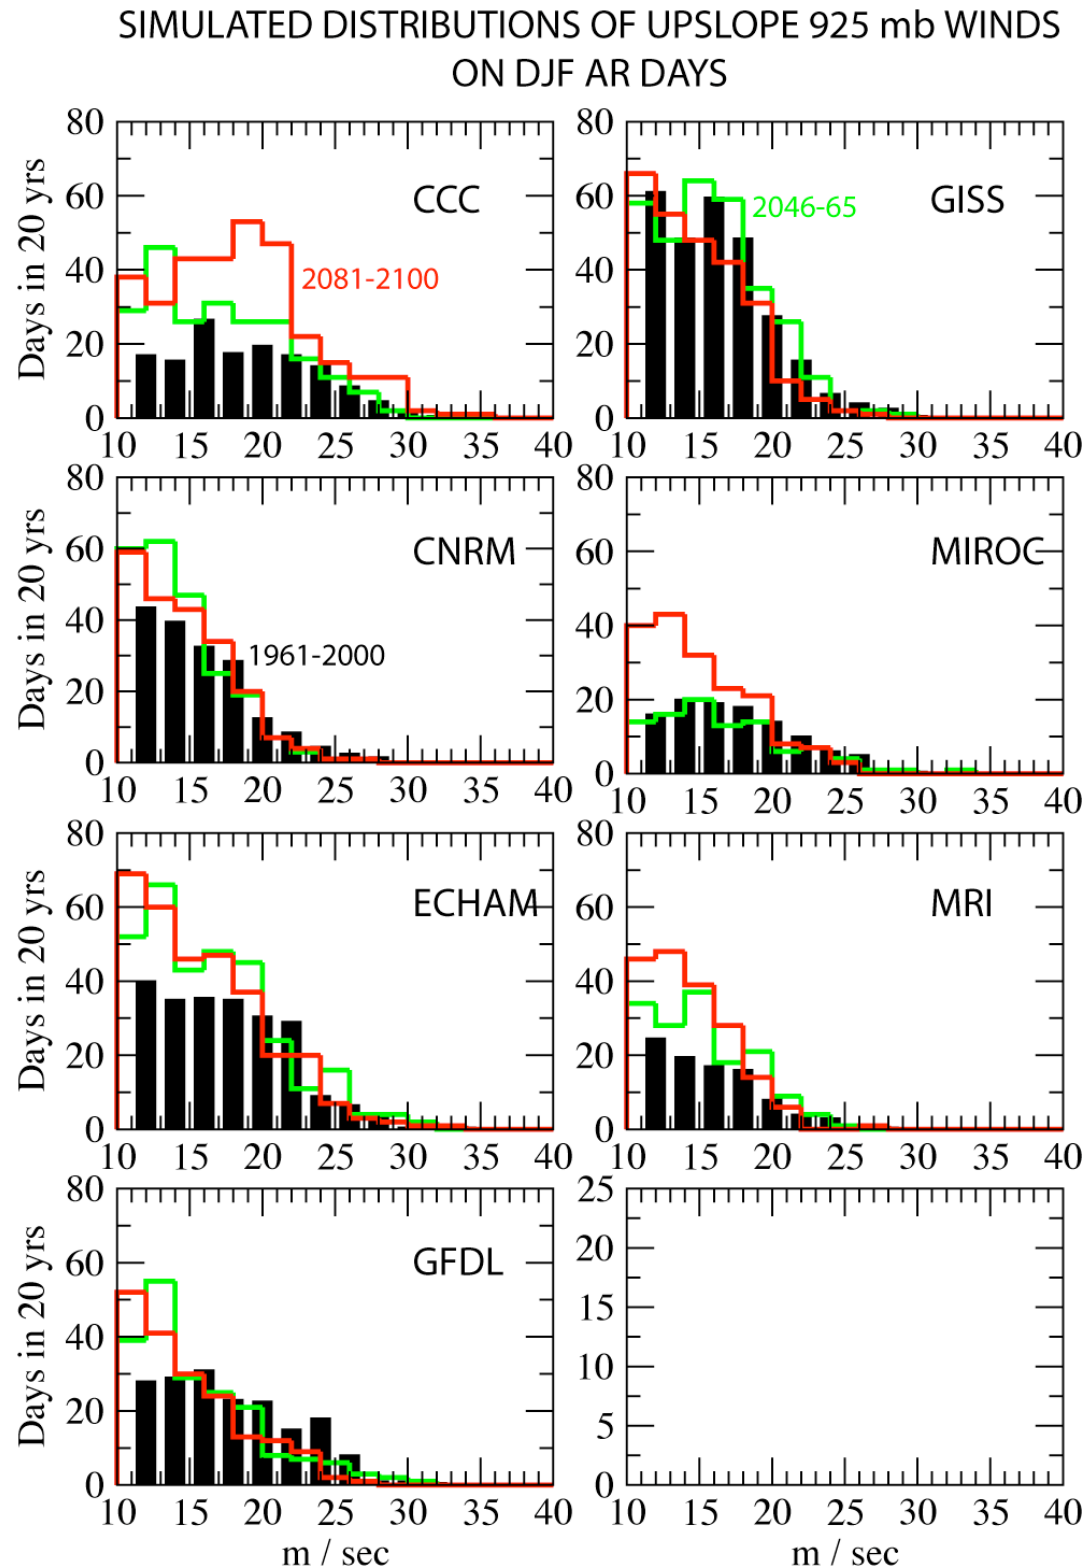 SIMULATED DISTRIBUTIONS OF UPSLOPE 925 mb WINDS
ON DJF AR DAYS
80
60
40
20
0
Days in 20 yrs
CCC
2081-2100
10 15 20 25 30 35 40
80
60
40
20
0
GISS
2046-65
10 15 20 25 30 35 40
80
60
40
20
0
Days in 20 yrs
CNRM
1961-2000
10 15 20 25 30 35 40
80
60
40
20
0
MIROC
10 15 20 25 30 35 40
80
60
40
20
0
Days in 20 yrs
ECHAM
10 15 20 25 30 35 40
80
60
40
20
0
MRI
10 15 20 25 30 35 40
80
60
40
20
0
Days in 20 yrs
GFDL
10 15 20 25 30 35 40
m / sec
25
20
15
10
5
0
10 15 20 25 30 35 40
m / sec